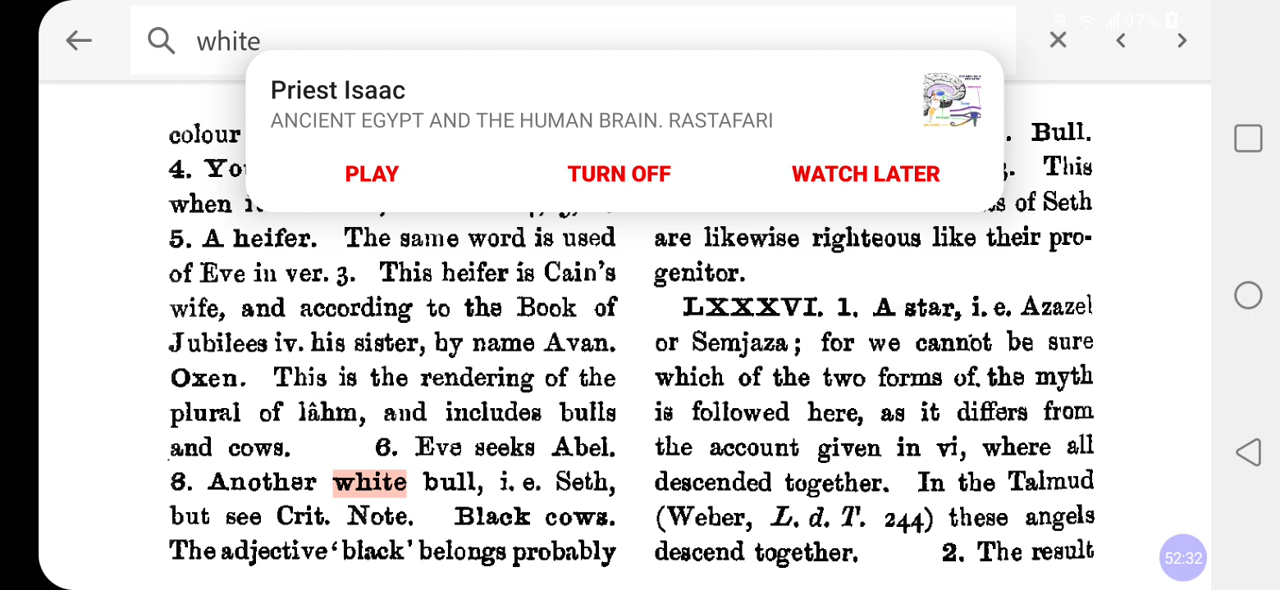 97%
white
Priest Isaac
ANCIENT EGYPT AND THE HUMAN BRAIN. RASTAFARI
PLAY TURN OFF WATCH LATER
colour
4. You
when
5. A heifer. The same word is used
of Eve in ver. 3. This heifer is Cain's
wife, and according to the Book of
Jubilees iv. his sister, by name Avan.
Oxen. This is the rendering of the
plural of lâhm, and includes bulls
and cows. 6. Eve seeks Abel.
8. Another white bull, i. e. Seth,
but see Crit. Note. Black cows.
The adjective 'black' belongs probably
. Bull.
3. This
of Seth
are likewise righteous like their pro-
genitor.
LXXXVI. 1. A star, i. e. Azazel
or Semjaza; for we cannot be sure
which of the two forms of the myth
is followed here, as it differs from
the account given in vi, where all
descended together. In the Talmud
(Weber, L. d. T. 244) these angels
descend together. 2. The result
52:32